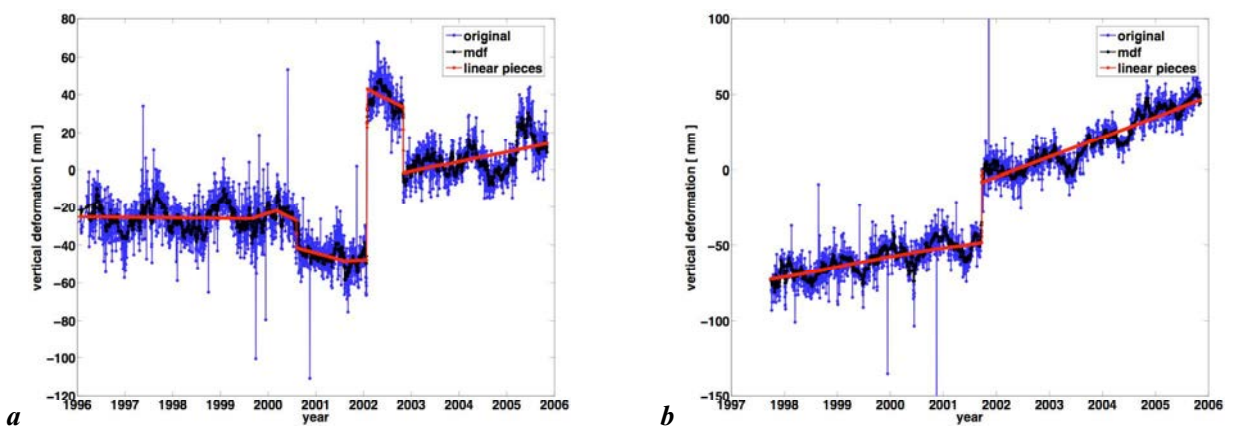 80
60
40
20
0
−20
−40
−60
−80
−100
−120
vertical deformation [ mm ]
1996 1997 1998 1999 2000 2001 2002 2003 2004 2005 2006
year
original
mdf
linear pieces
a
100
50
0
−50
−100
−150
vertical deformation [ mm ]
1997 1998 1999 2000 2001 2002 2003 2004 2005 2006
year
original
mdf
linear pieces
b